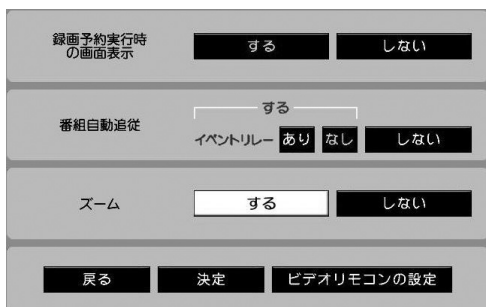 録画予約実行時
の画面表示
する
しない
する
番組自動追従
イベントリレー あり なし
しない
ズーム
する
しない
戻る
決定
ビデオリモコンの設定